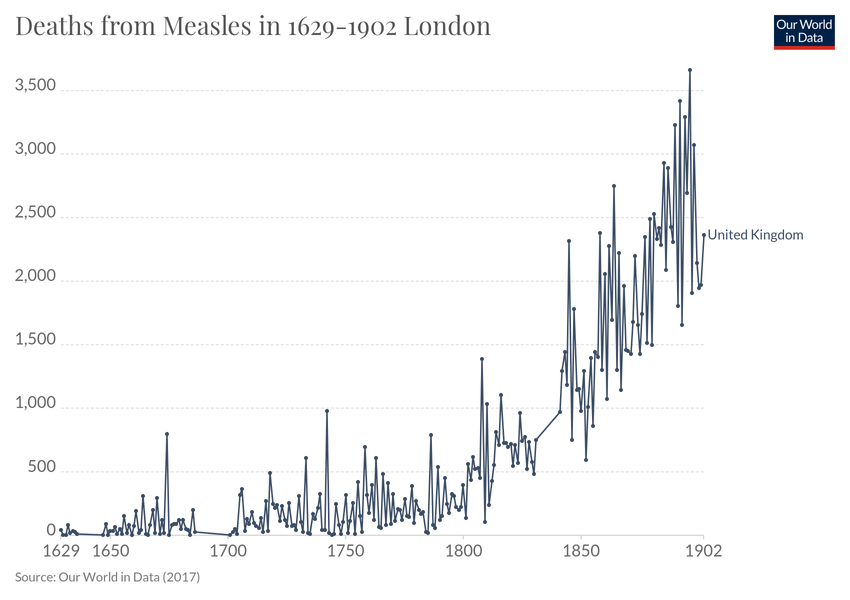 Deaths from Measles in 1629-1902 London
Our World
in Data
3,500
3,000
2,500
2,000
1,500
1,000
500
0
United Kingdom
1629 1650 1700 1750 1800 1850 1902
Source: Our World in Data (2017)